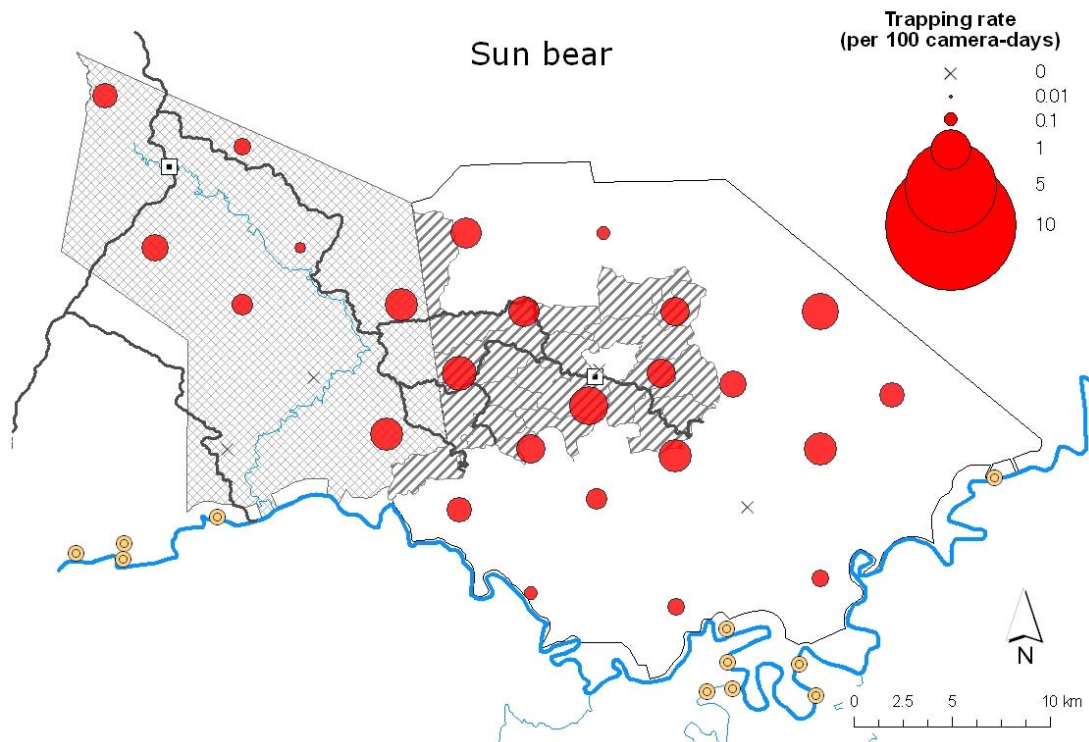 Sun bear
Trapping rate
(per 100 camera-days)
0
0.01
0.1
1
5
10
N
0 2.5 5 10 km